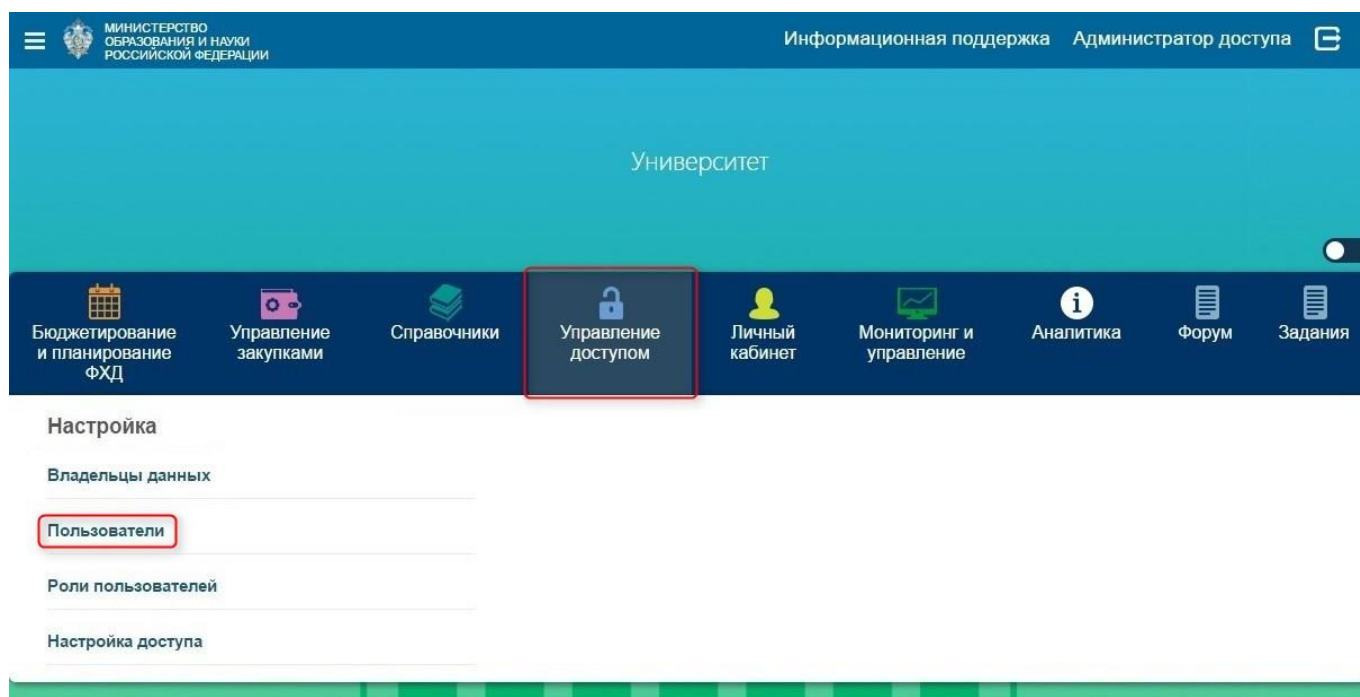 МИНИСТЕРСТВО
ОБРАЗОВАНИЯ И НАУКИ
РОССИЙСКОЙ ФЕДЕРАЦИИ
Информационная поддержка Администратор доступа
Университет
Бюджетирование
и планирование
ФХД
Управление
закупками
Справочники
Управление
доступом
Личный
кабинет
Мониторинг и
управление
Аналитика
Форум
Задания
Настройка
Владельцы данных
Пользователи
Роли пользователей
Настройка доступа